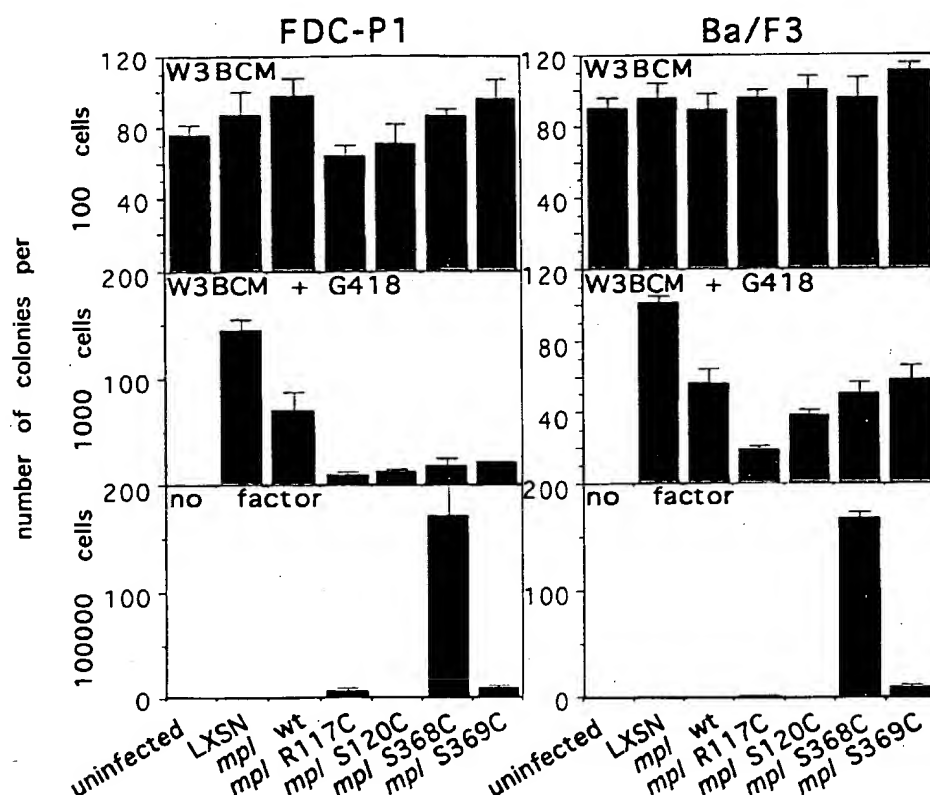 FDC-P1
Ba/F3
number of colonies per
100 cells
1000 cells
100000 cells
W3BCM
120
80
40
W3BCM
120
80
40
W3BCM + G418
200
100
W3BCM + G418
120
80
40
no factor
200
100
0
no factor
200
100
0
uninfected
LXSN
mpl wt
mpl R117C
mpl S120C
mpl S368C
mpl S369C
uninfected
LXSN
mpl wt
mpl R117C
mpl S120C
mpl S368C
mpl S369C